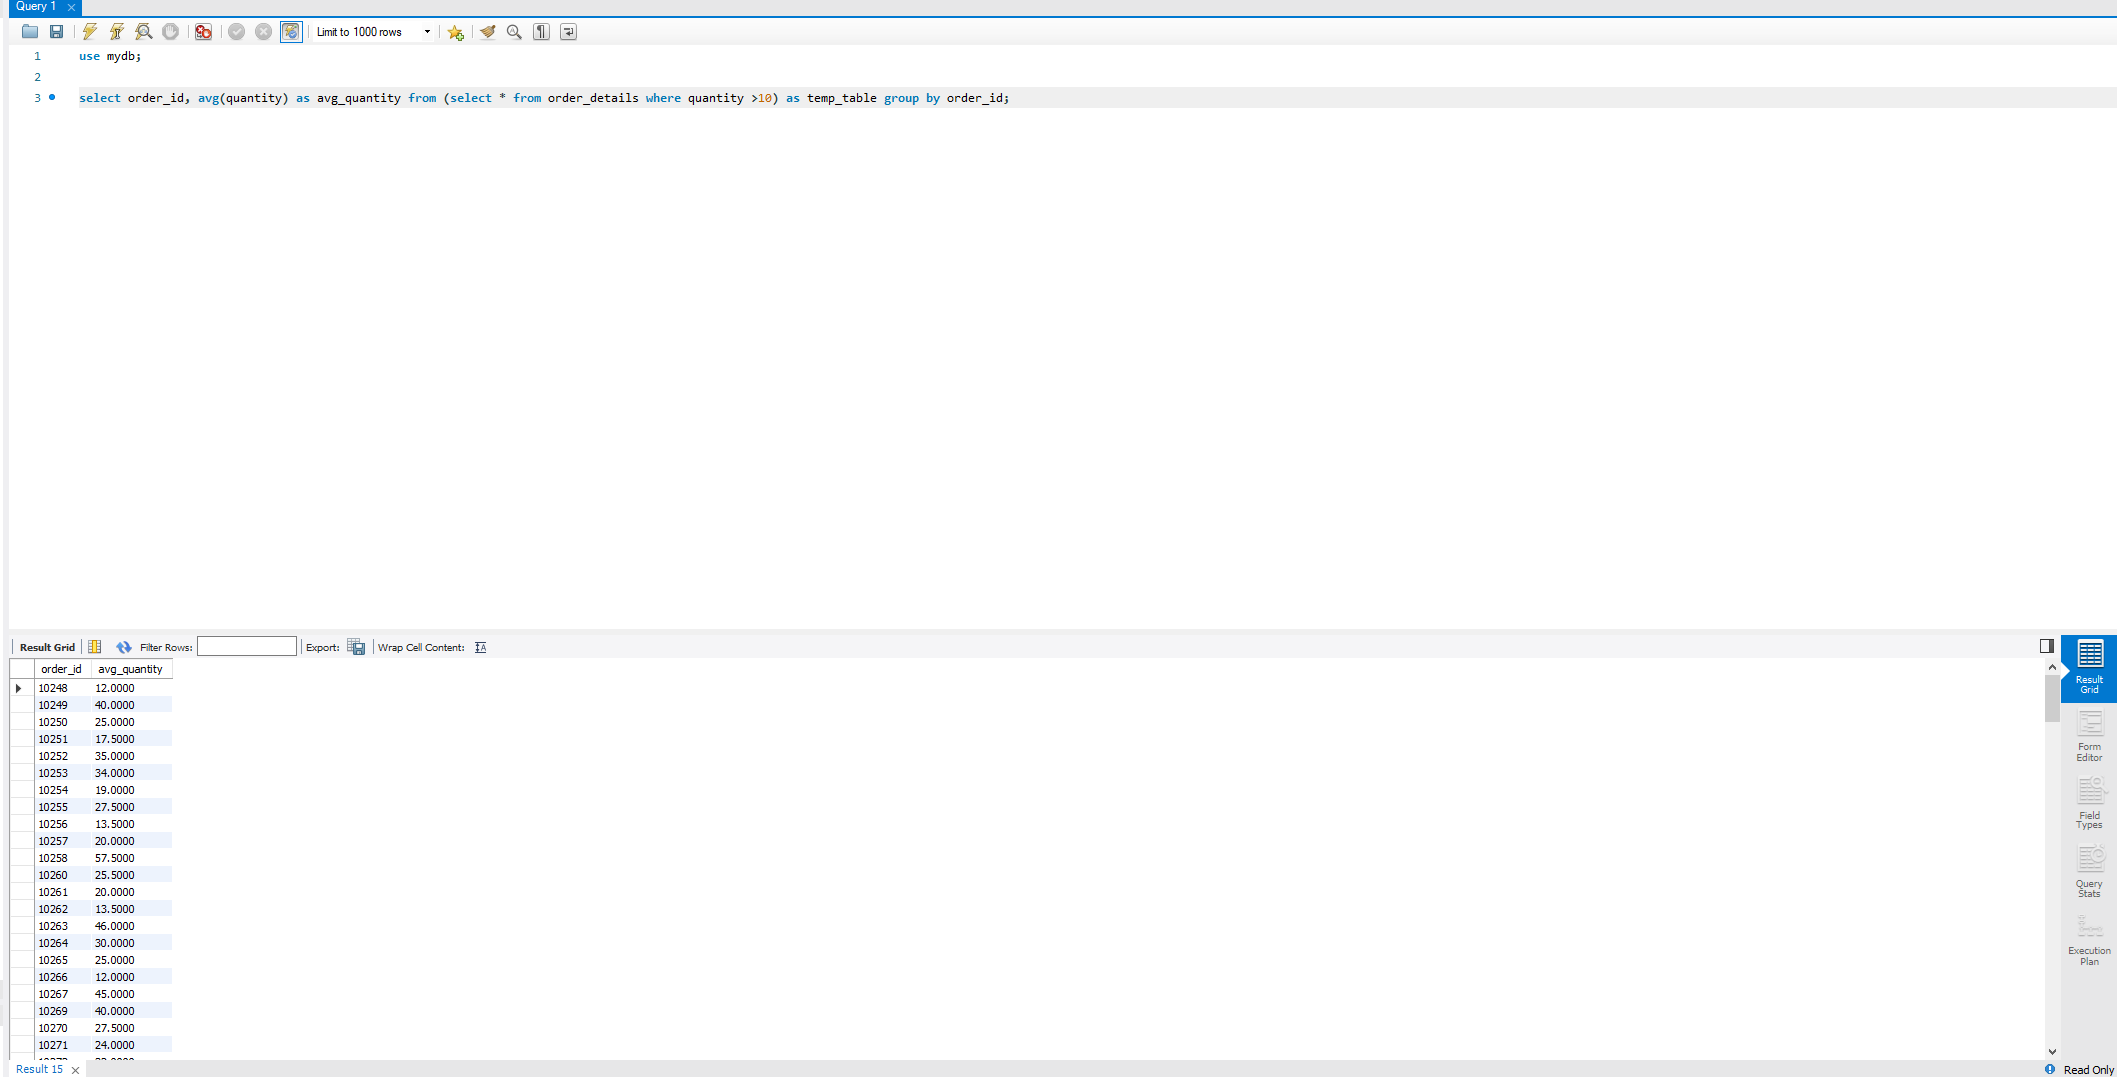 Query 1
Limit to 1000 rows
1 use mydb;
2
3 select order_id, avg(quantity) as avg_quantity from (select * from order_details where quantity >10) as temp_table group by order_id;
Result Grid Filter Rows: Export: Wrap Cell Content:
order_id avg_quantity
10248 12.0000
10249 40.0000
10250 25.0000
10251 17.5000
10252 35.0000
10253 34.0000
10254 19.0000
10255 27.5000
10256 13.5000
10257 20.0000
10258 57.5000
10260 25.5000
10261 20.0000
10262 13.5000
10263 46.0000
10264 30.0000
10265 25.0000
10266 12.0000
10267 45.0000
10269 40.0000
10270 27.5000
10271 24.0000
Result
Grid
Form
Editor
Field
Types
Query
Stats
Execution
Plan
Result 15
Read Only